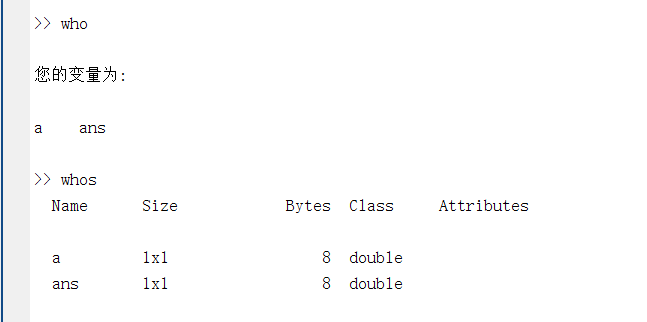 >> who
您的变量为:
a    ans
>> whos
  Name      Size            Bytes  Class     Attributes
  a         1x1                 8  double
  ans       1x1                 8  double